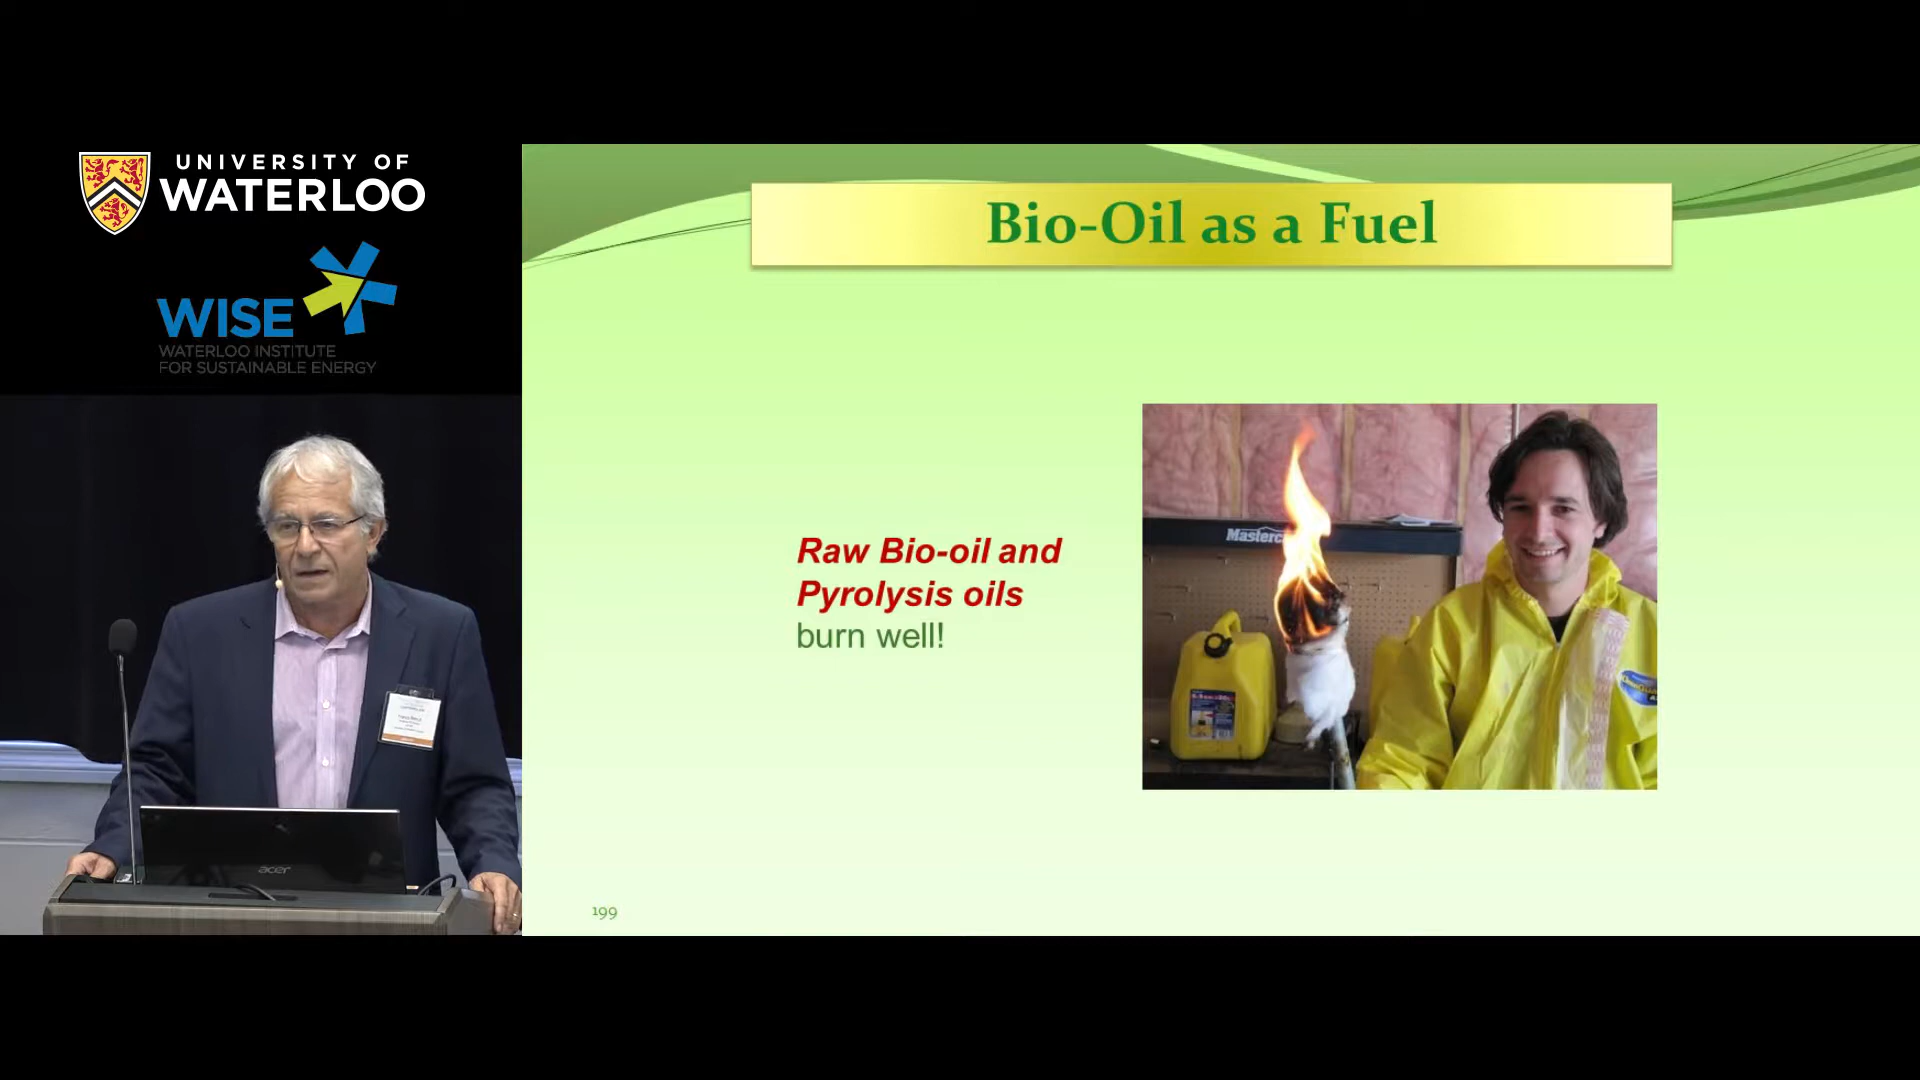 UNIVERSITY OF
WATERLOO
WISE
WATERLOO INSTITUTE
FOR SUSTAINABLE ENERGY
Bio-Oil as a Fuel
Raw Bio-oil and
Pyrolysis oils
burn well!
199
acer